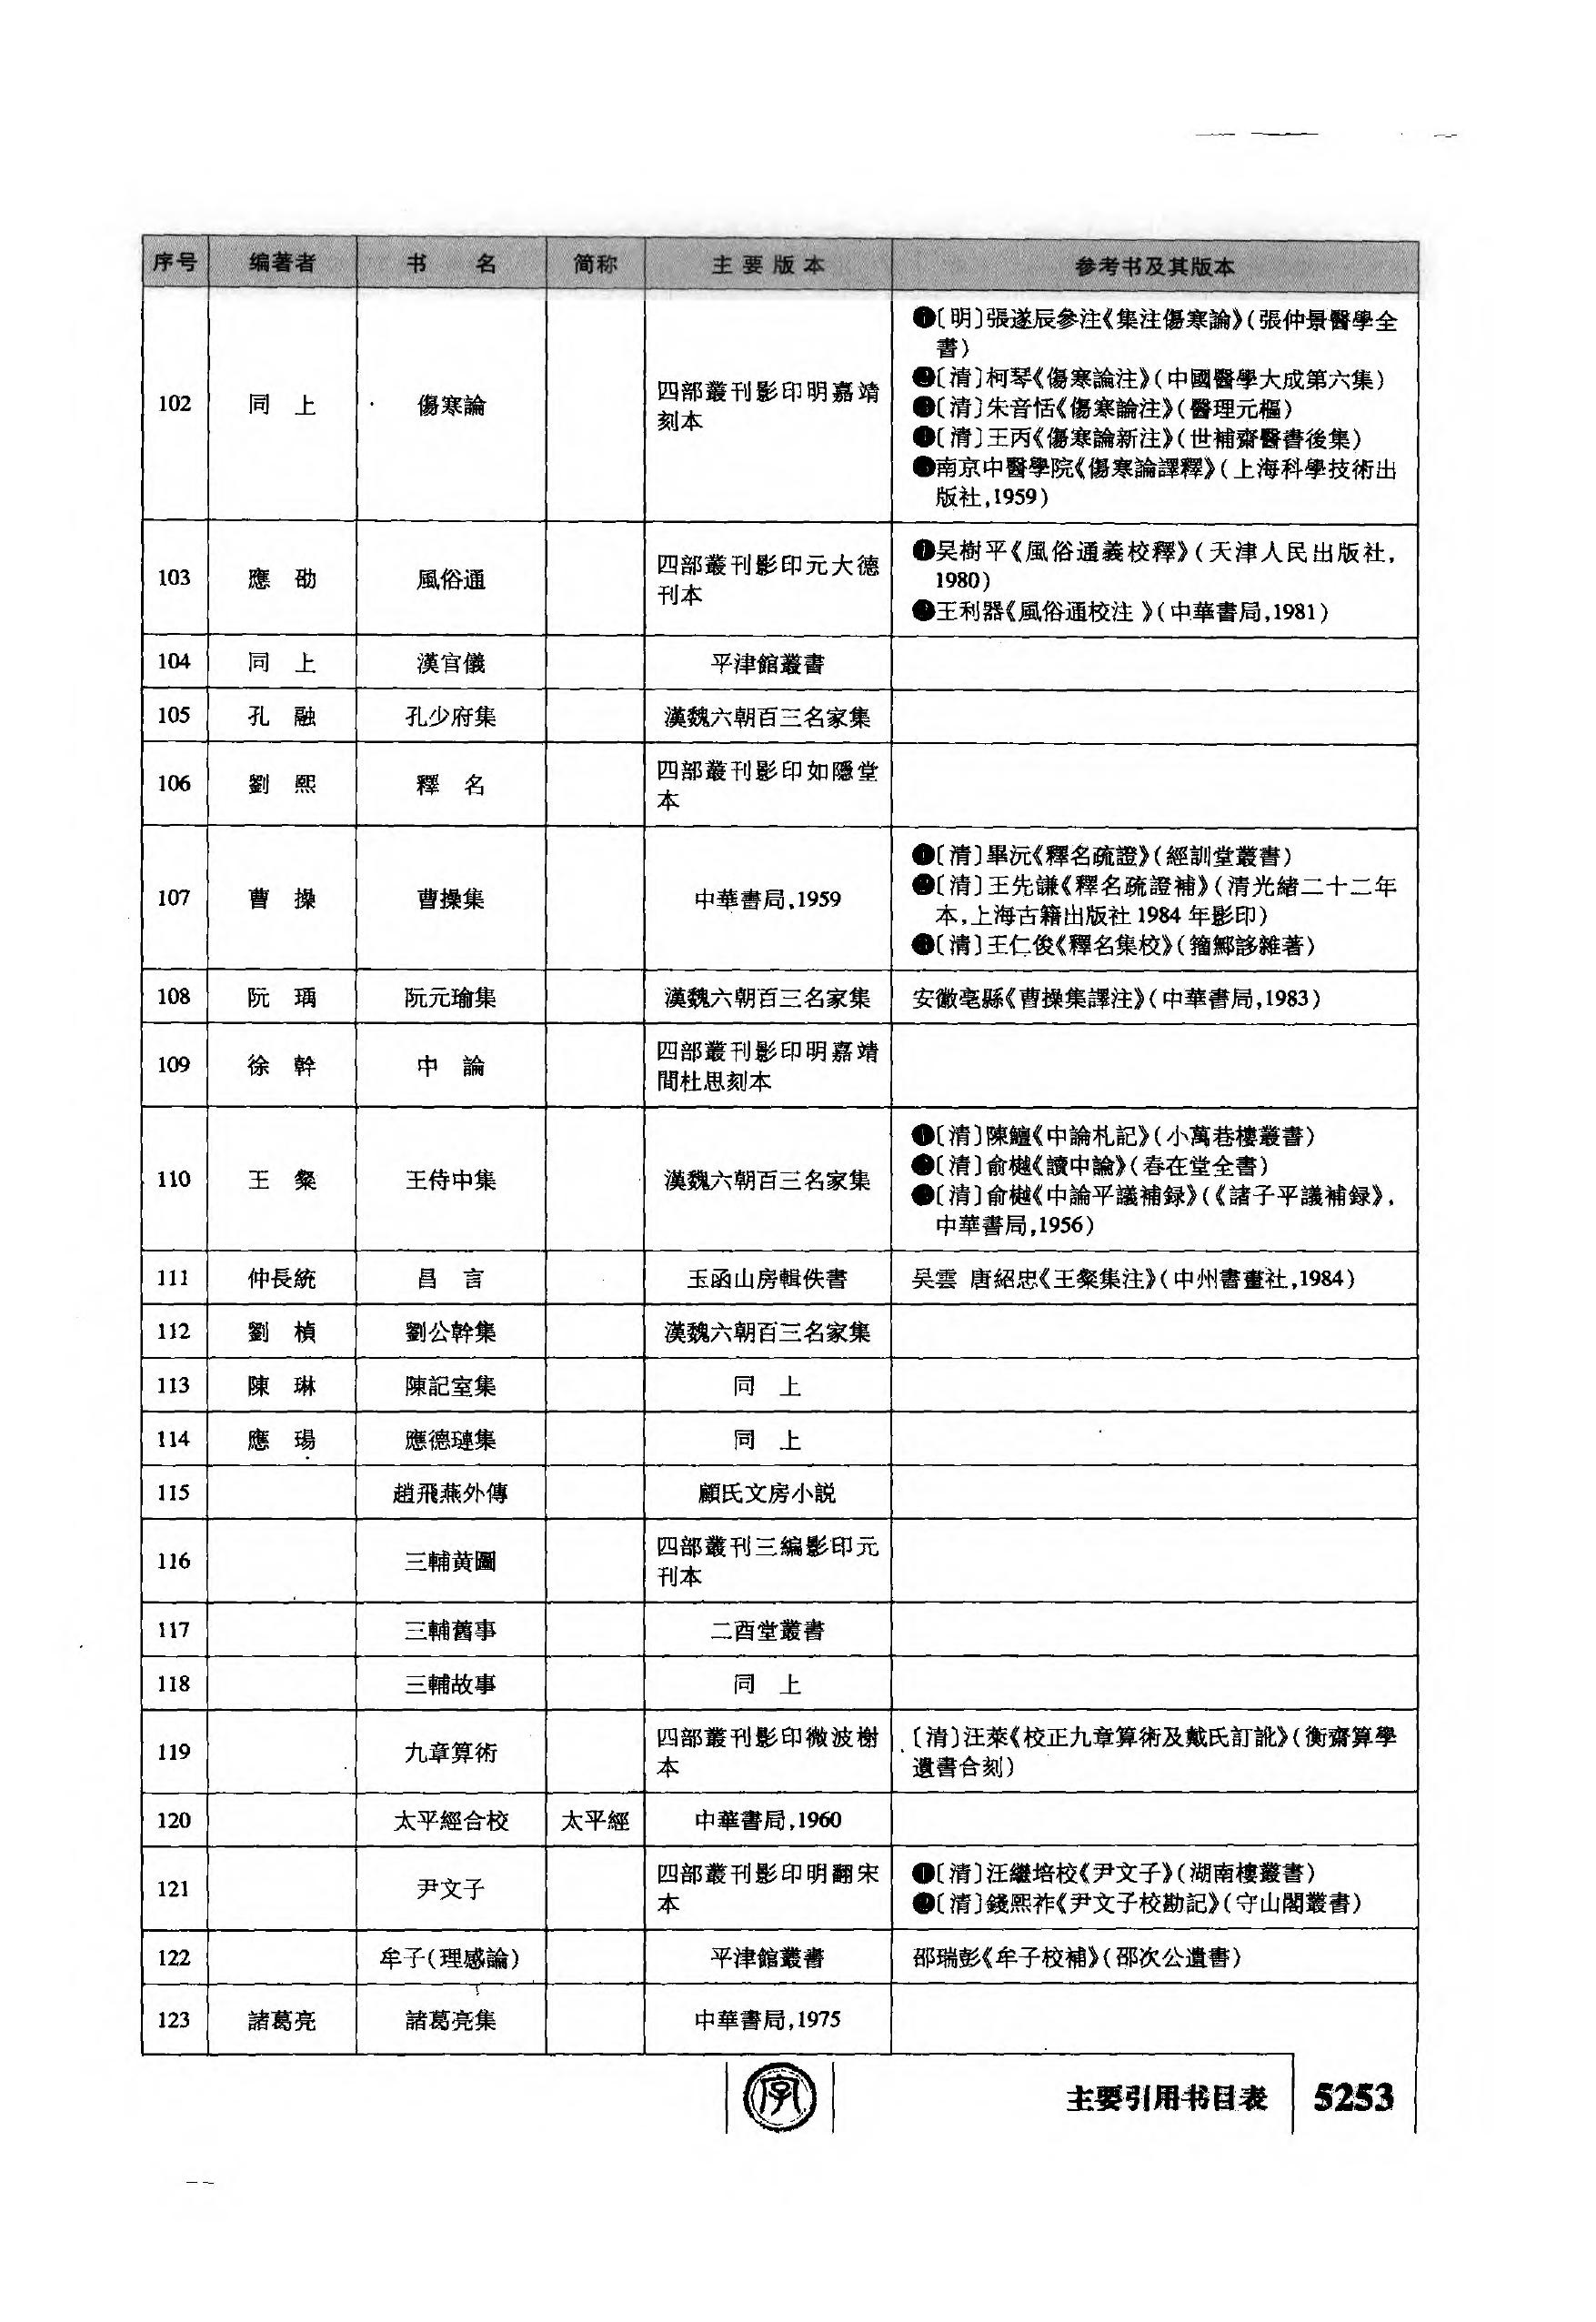 序号 编著者 书 名 简称 主要版本 参考书及其版本
102 同 上 傷寒論 四部叢刊影印明嘉靖
刻本
❶〔明〕張遂辰參注《集注傷寒論》(張仲景醫學全
書)
❷〔清〕柯琴《傷寒論注》(中國醫學大成第六集)
❸〔清〕朱音恬《傷寒論注》(醫理元樞)
❹〔清〕王丙《傷寒論新注》(世補齋醫書後集)
❺南京中醫學院《傷寒論譯釋》(上海科學技術出
版社,1959)
103 應 劭 風俗通 四部叢刊影印元大德
刊本
❶吴樹平《風俗通義校釋》(天津人民出版社,
1980)
❷王利器《風俗通校注》(中華書局,1981)
104 同 上 漢官儀 平津館叢書
105 孔 融 孔少府集 漢魏六朝百三名家集
106 劉 熙 釋 名 四部叢刊影印如隱堂
本
107 曹 操 曹操集 中華書局,1959
❶〔清〕畢沅《釋名疏證》(經訓堂叢書)
❷〔清〕王先謙《釋名疏證補》(清光緒二十二年
本,上海古籍出版社1984年影印)
❸〔清〕王仁俊《釋名集校》(籀鄦誃雜著)
108 阮 瑀 阮元瑜集 漢魏六朝百三名家集 安徽亳縣《曹操集譯注》(中華書局,1983)
109 徐 幹 中 論 四部叢刊影印明嘉靖
間杜思刻本
110 王 粲 王侍中集 漢魏六朝百三名家集
❶〔清〕陳鱣《中論札記》(小萬巷樓叢書)
❷〔清〕俞樾《讀中論》(春在堂全書)
❸〔清〕俞樾《中論平議補録》(《諸子平議補録》,
中華書局,1956)
111 仲長統 昌 言 玉函山房輯佚書 吴雲 唐紹忠《王粲集注》(中州書畫社,1984)
112 劉 楨 劉公幹集 漢魏六朝百三名家集
113 陳 琳 陳記室集 同 上
114 應 瑒 應德璉集 同 上
115 趙飛燕外傳 顧氏文房小説
116 三輔黄圖 四部叢刊三編影印元
刊本
117 三輔舊事 二酉堂叢書
118 三輔故事 同 上
119 九章算術 四部叢刊影印微波榭
本
〔清〕汪萊《校正九章算術及戴氏訂訛》(衡齋算學
遺書合刻)
120 太平經合校 太平經 中華書局,1960
121 尹文子 四部叢刊影印明翻宋
本
❶〔清〕汪繼培校《尹文子》(湖南樓叢書)
❷〔清〕錢熙祚《尹文子校勘記》(守山閣叢書)
122 牟子(理惑論) 平津館叢書 邵瑞彭《牟子校補》(邵次公遺書)
123 諸葛亮 諸葛亮集 中華書局,1975
字 主要引用书目表 5253